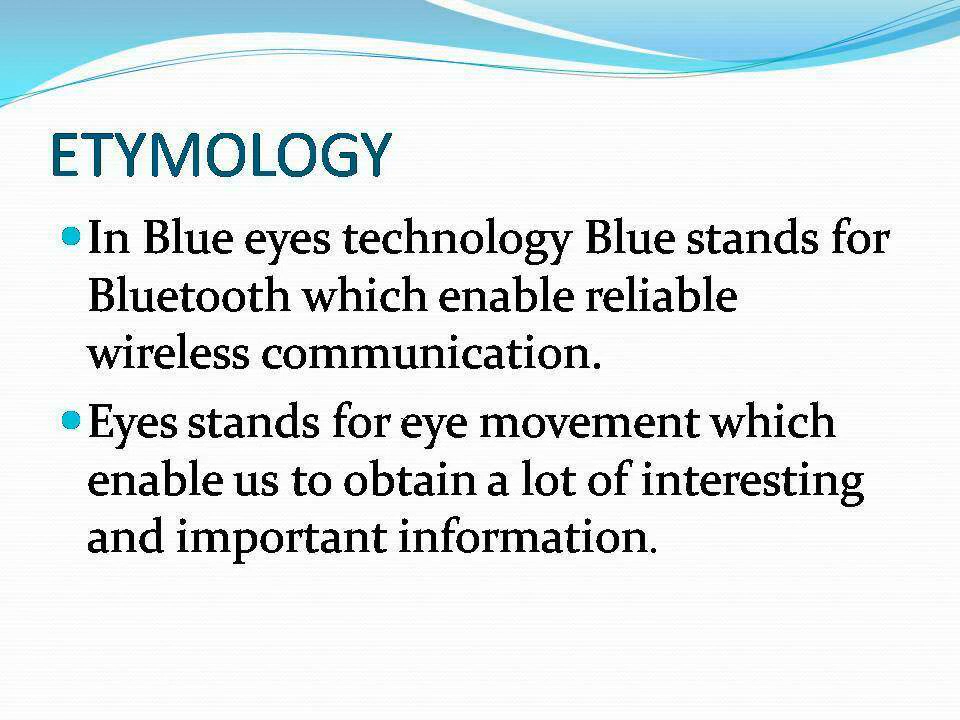 ETYMOLOGY
•In Blue eyes technology Blue stands for
Bluetooth which enable reliable
wireless communication.
•Eyes stands for eye movement which
enable us to obtain a lot of interesting
and important information.